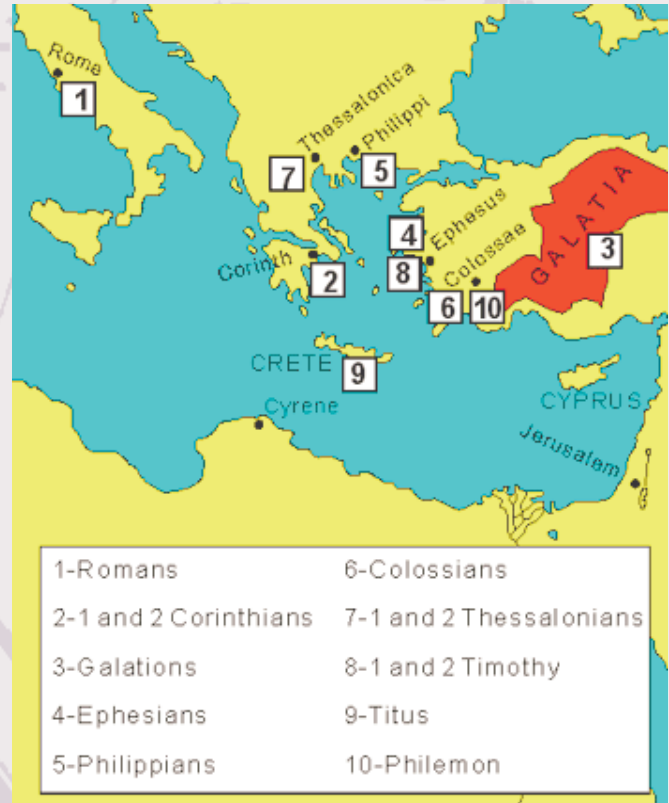 Rome
1
Thessalonica
Philippi
7
5
Ephesus
4
GALATIA
3
Corinth
8
Colossae
2
6
10
CRETE
9
CYPRUS
Cyrene
Jerusalem
1-Romans
2-1 and 2 Corinthians
3-Galations
4-Ephesians
5-Philippians
6-Colossians
7-1 and 2 Thessalonians
8-1 and 2 Timothy
9-Titus
10-Philemon